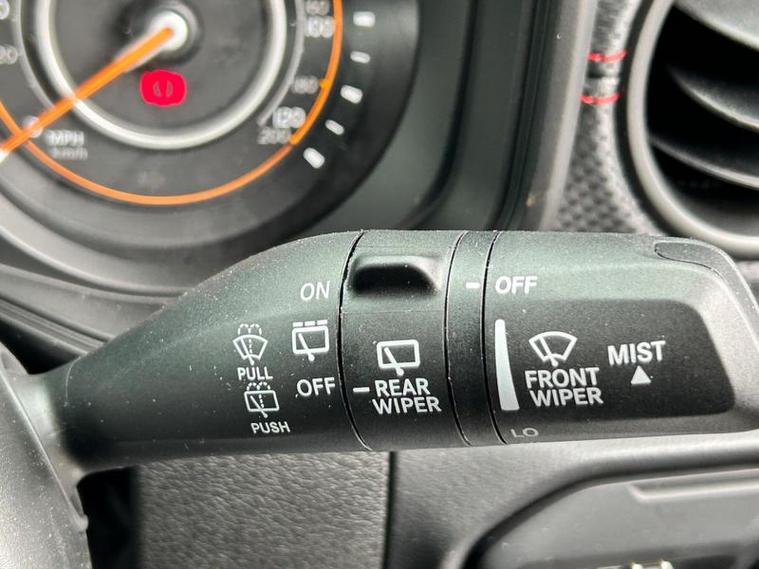 MPH
km/h
120
200
ON
OFF
PULL
PUSH
REAR
WIPER
OFF
FRONT
WIPER
MIST
LO